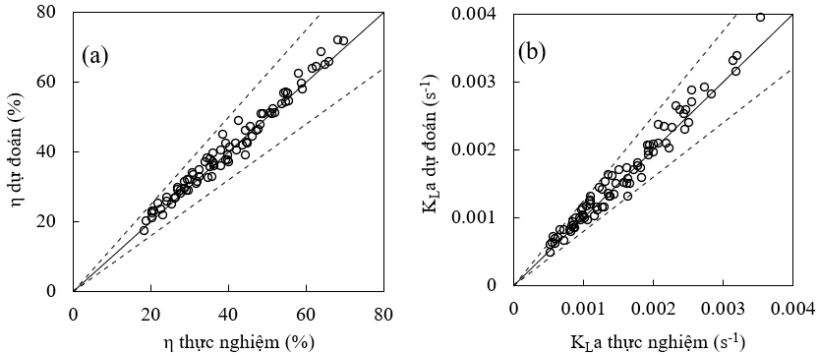 (a)
η dự đoán (%)
80
60
40
20
0
0 20 40 60 80
η thực nghiệm (%)
(b)
K_La dự đoán (s⁻¹)
0.004
0.003
0.002
0.001
0
0 0.001 0.002 0.003 0.004
K_La thực nghiệm (s⁻¹)